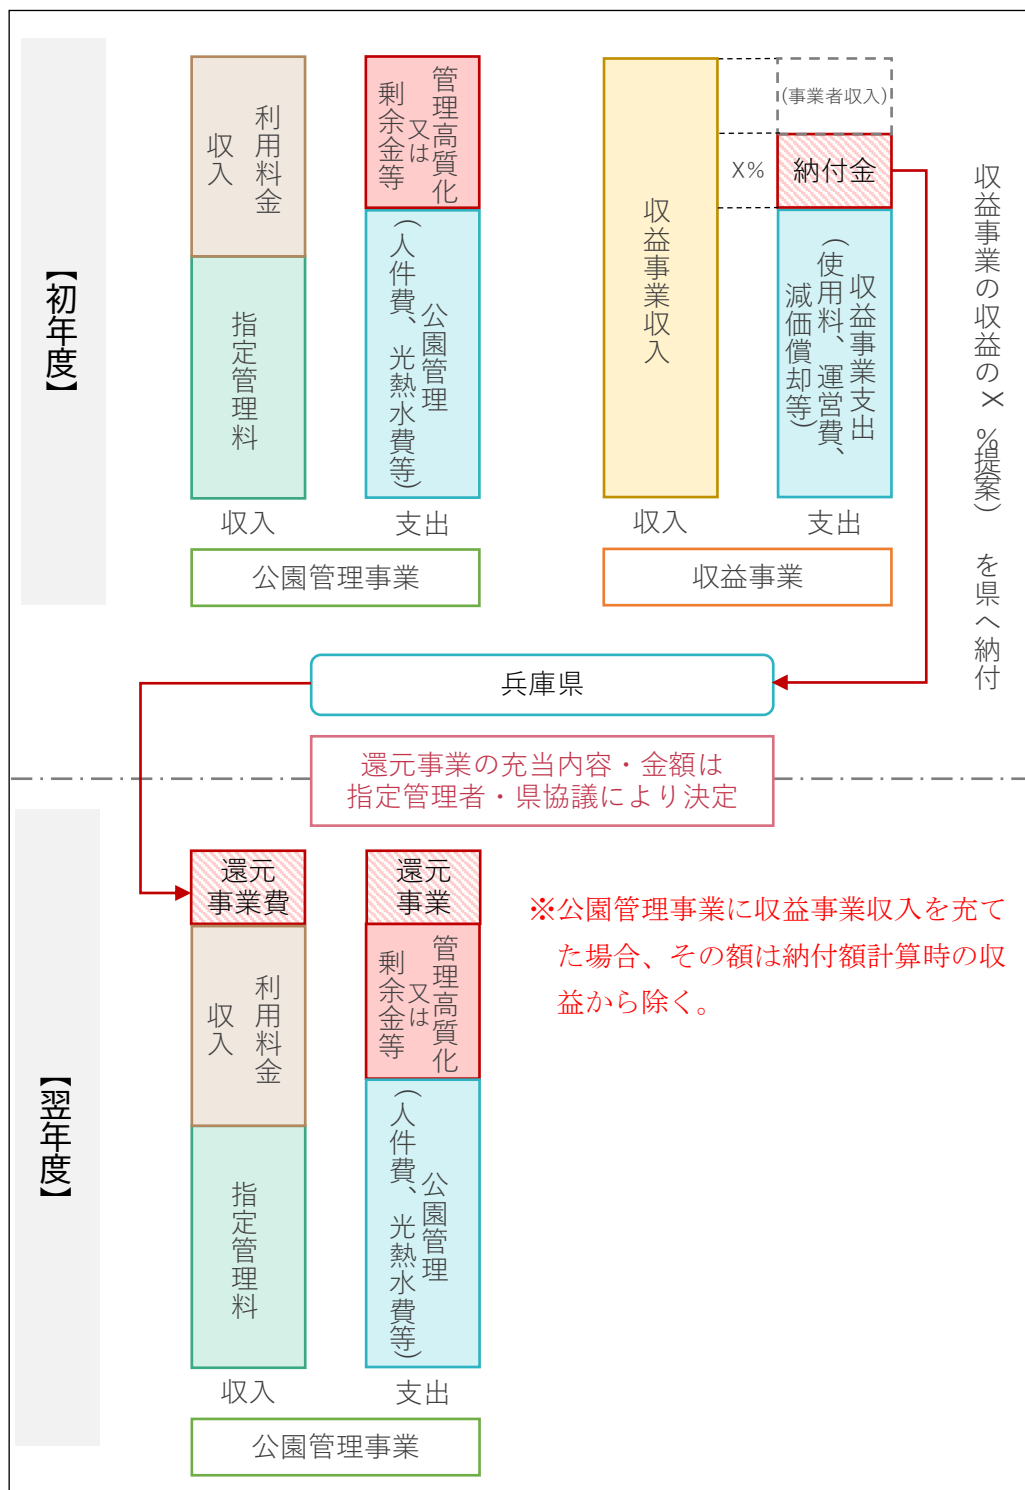 【初年度】
利用料金
収入
指定管理料
収入
管理高質化
又は
剰余金等
公園管理
（人件費、光熱水費等）
支出
公園管理事業
収益事業収入
収入
X%
(事業者収入)
納付金
収益事業支出
（使用料、運営費、
減価償却等）
支出
収益事業
収益事業の収益のX%（提案）を県へ納付
兵庫県
還元事業の充当内容・金額は
指定管理者・県協議により決定
【翌年度】
還元
事業費
利用料金
収入
指定管理料
収入
還元
事業
管理高質化
又は
剰余金等
公園管理
（人件費、光熱水費等）
支出
公園管理事業
※公園管理事業に収益事業収入を充て
た場合、その額は納付額計算時の収
益から除く。